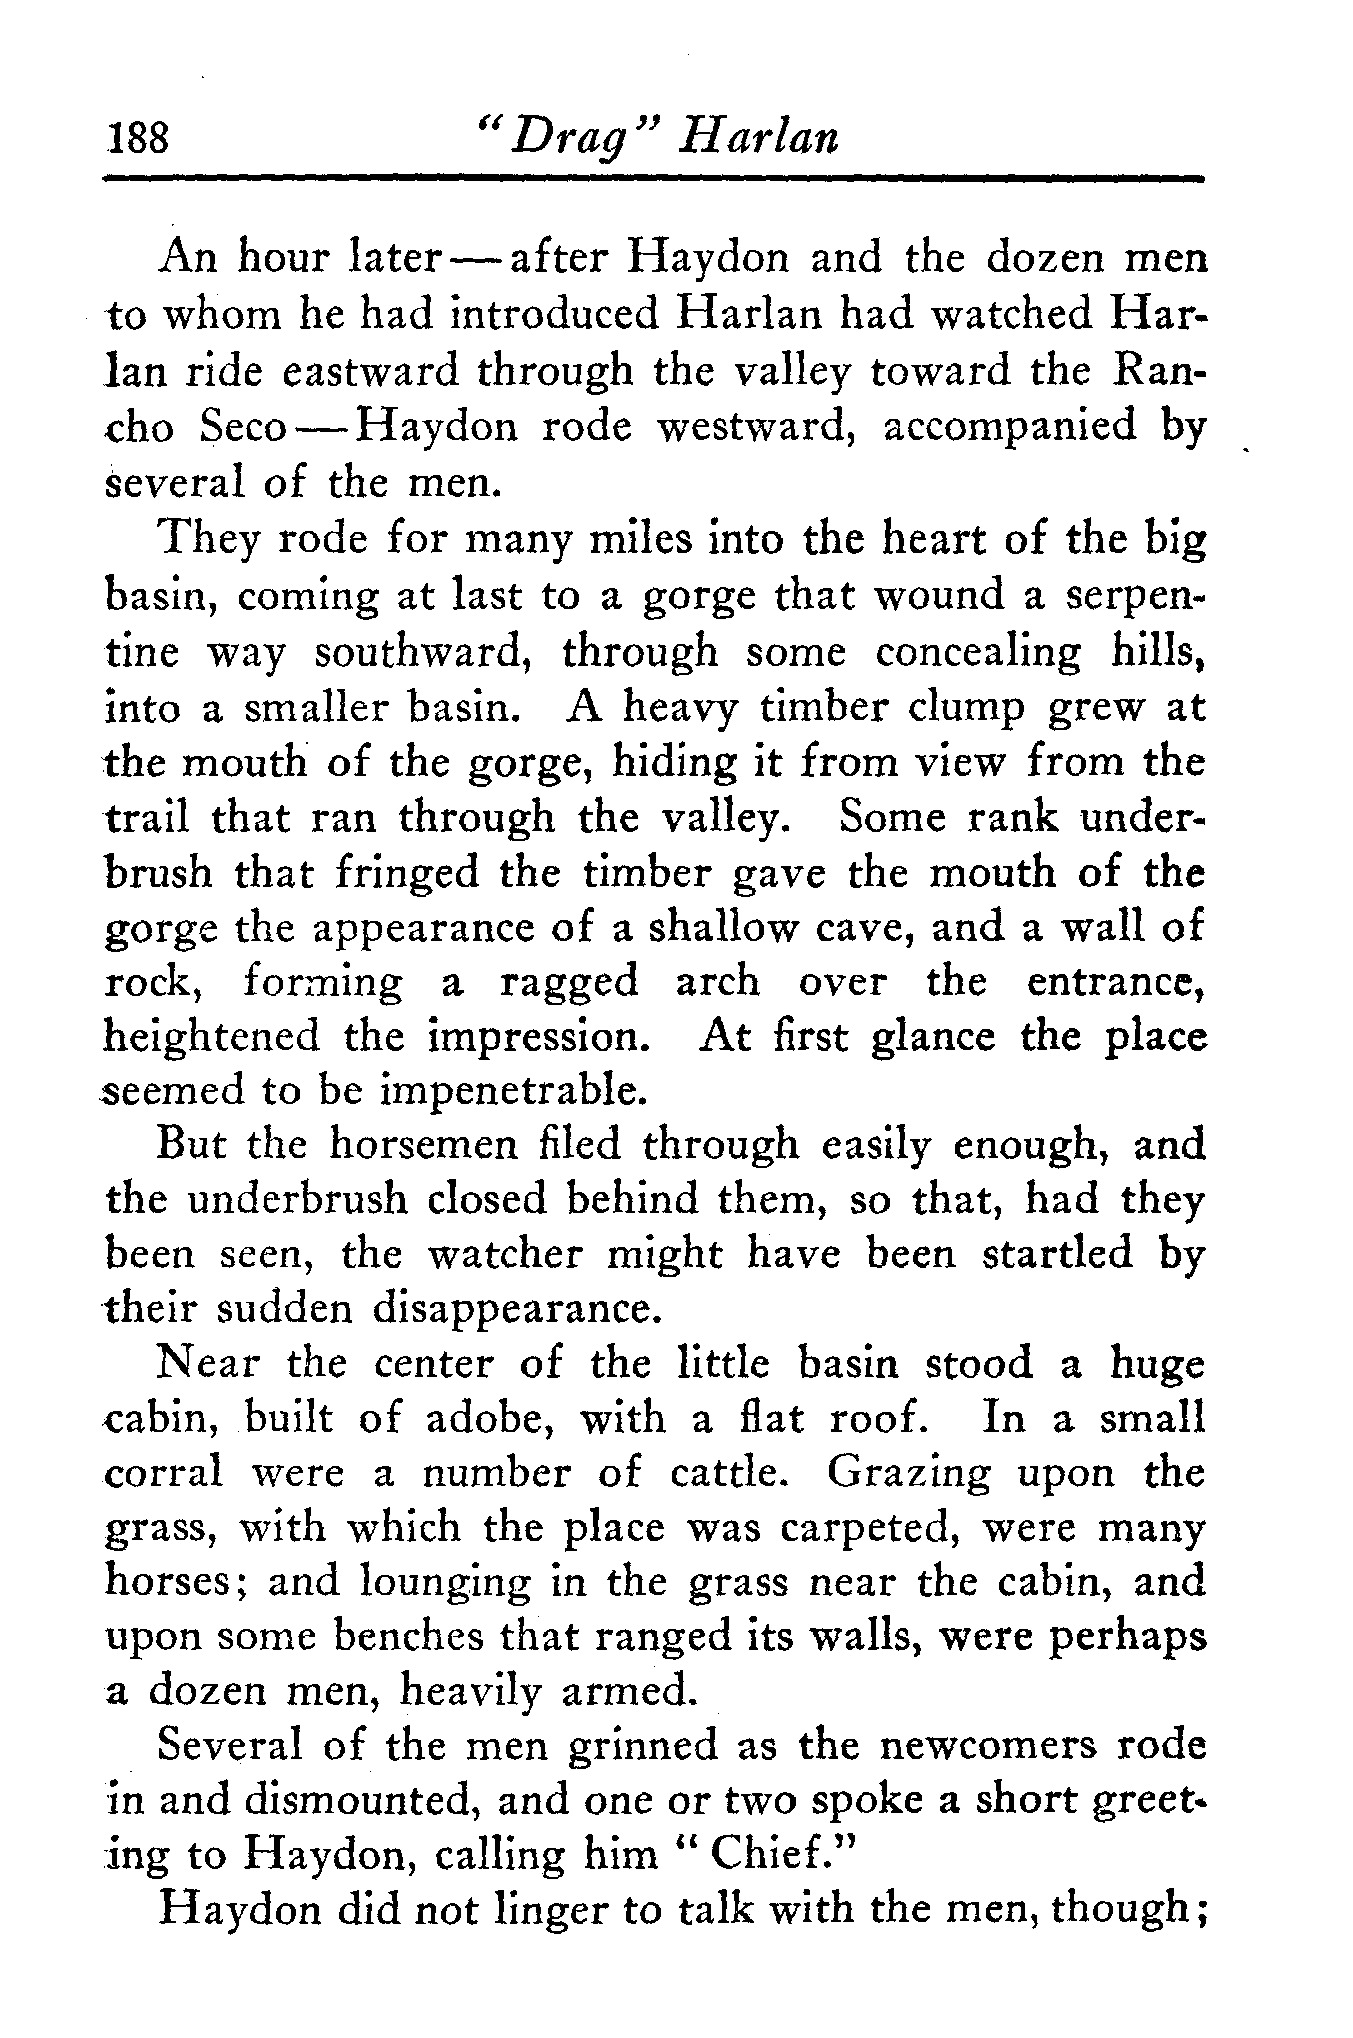 188 "Drag" Harlan
An hour later—after Haydon and the dozen men
to whom he had introduced Harlan had watched Har-
lan ride eastward through the valley toward the Ran-
cho Seco—Haydon rode westward, accompanied by
several of the men.
They rode for many miles into the heart of the big
basin, coming at last to a gorge that wound a serpen-
tine way southward, through some concealing hills,
into a smaller basin. A heavy timber clump grew at
the mouth of the gorge, hiding it from view from the
trail that ran through the valley. Some rank under-
brush that fringed the timber gave the mouth of the
gorge the appearance of a shallow cave, and a wall of
rock, forming a ragged arch over the entrance,
heightened the impression. At first glance the place
seemed to be impenetrable.
But the horsemen filed through easily enough, and
the underbrush closed behind them, so that, had they
been seen, the watcher might have been startled by
their sudden disappearance.
Near the center of the little basin stood a huge
cabin, built of adobe, with a flat roof. In a small
corral were a number of cattle. Grazing upon the
grass, with which the place was carpeted, were many
horses; and lounging in the grass near the cabin, and
upon some benches that ranged its walls, were perhaps
a dozen men, heavily armed.
Several of the men grinned as the newcomers rode
in and dismounted, and one or two spoke a short greet-
ing to Haydon, calling him "Chief."
Haydon did not linger to talk with the men, though;